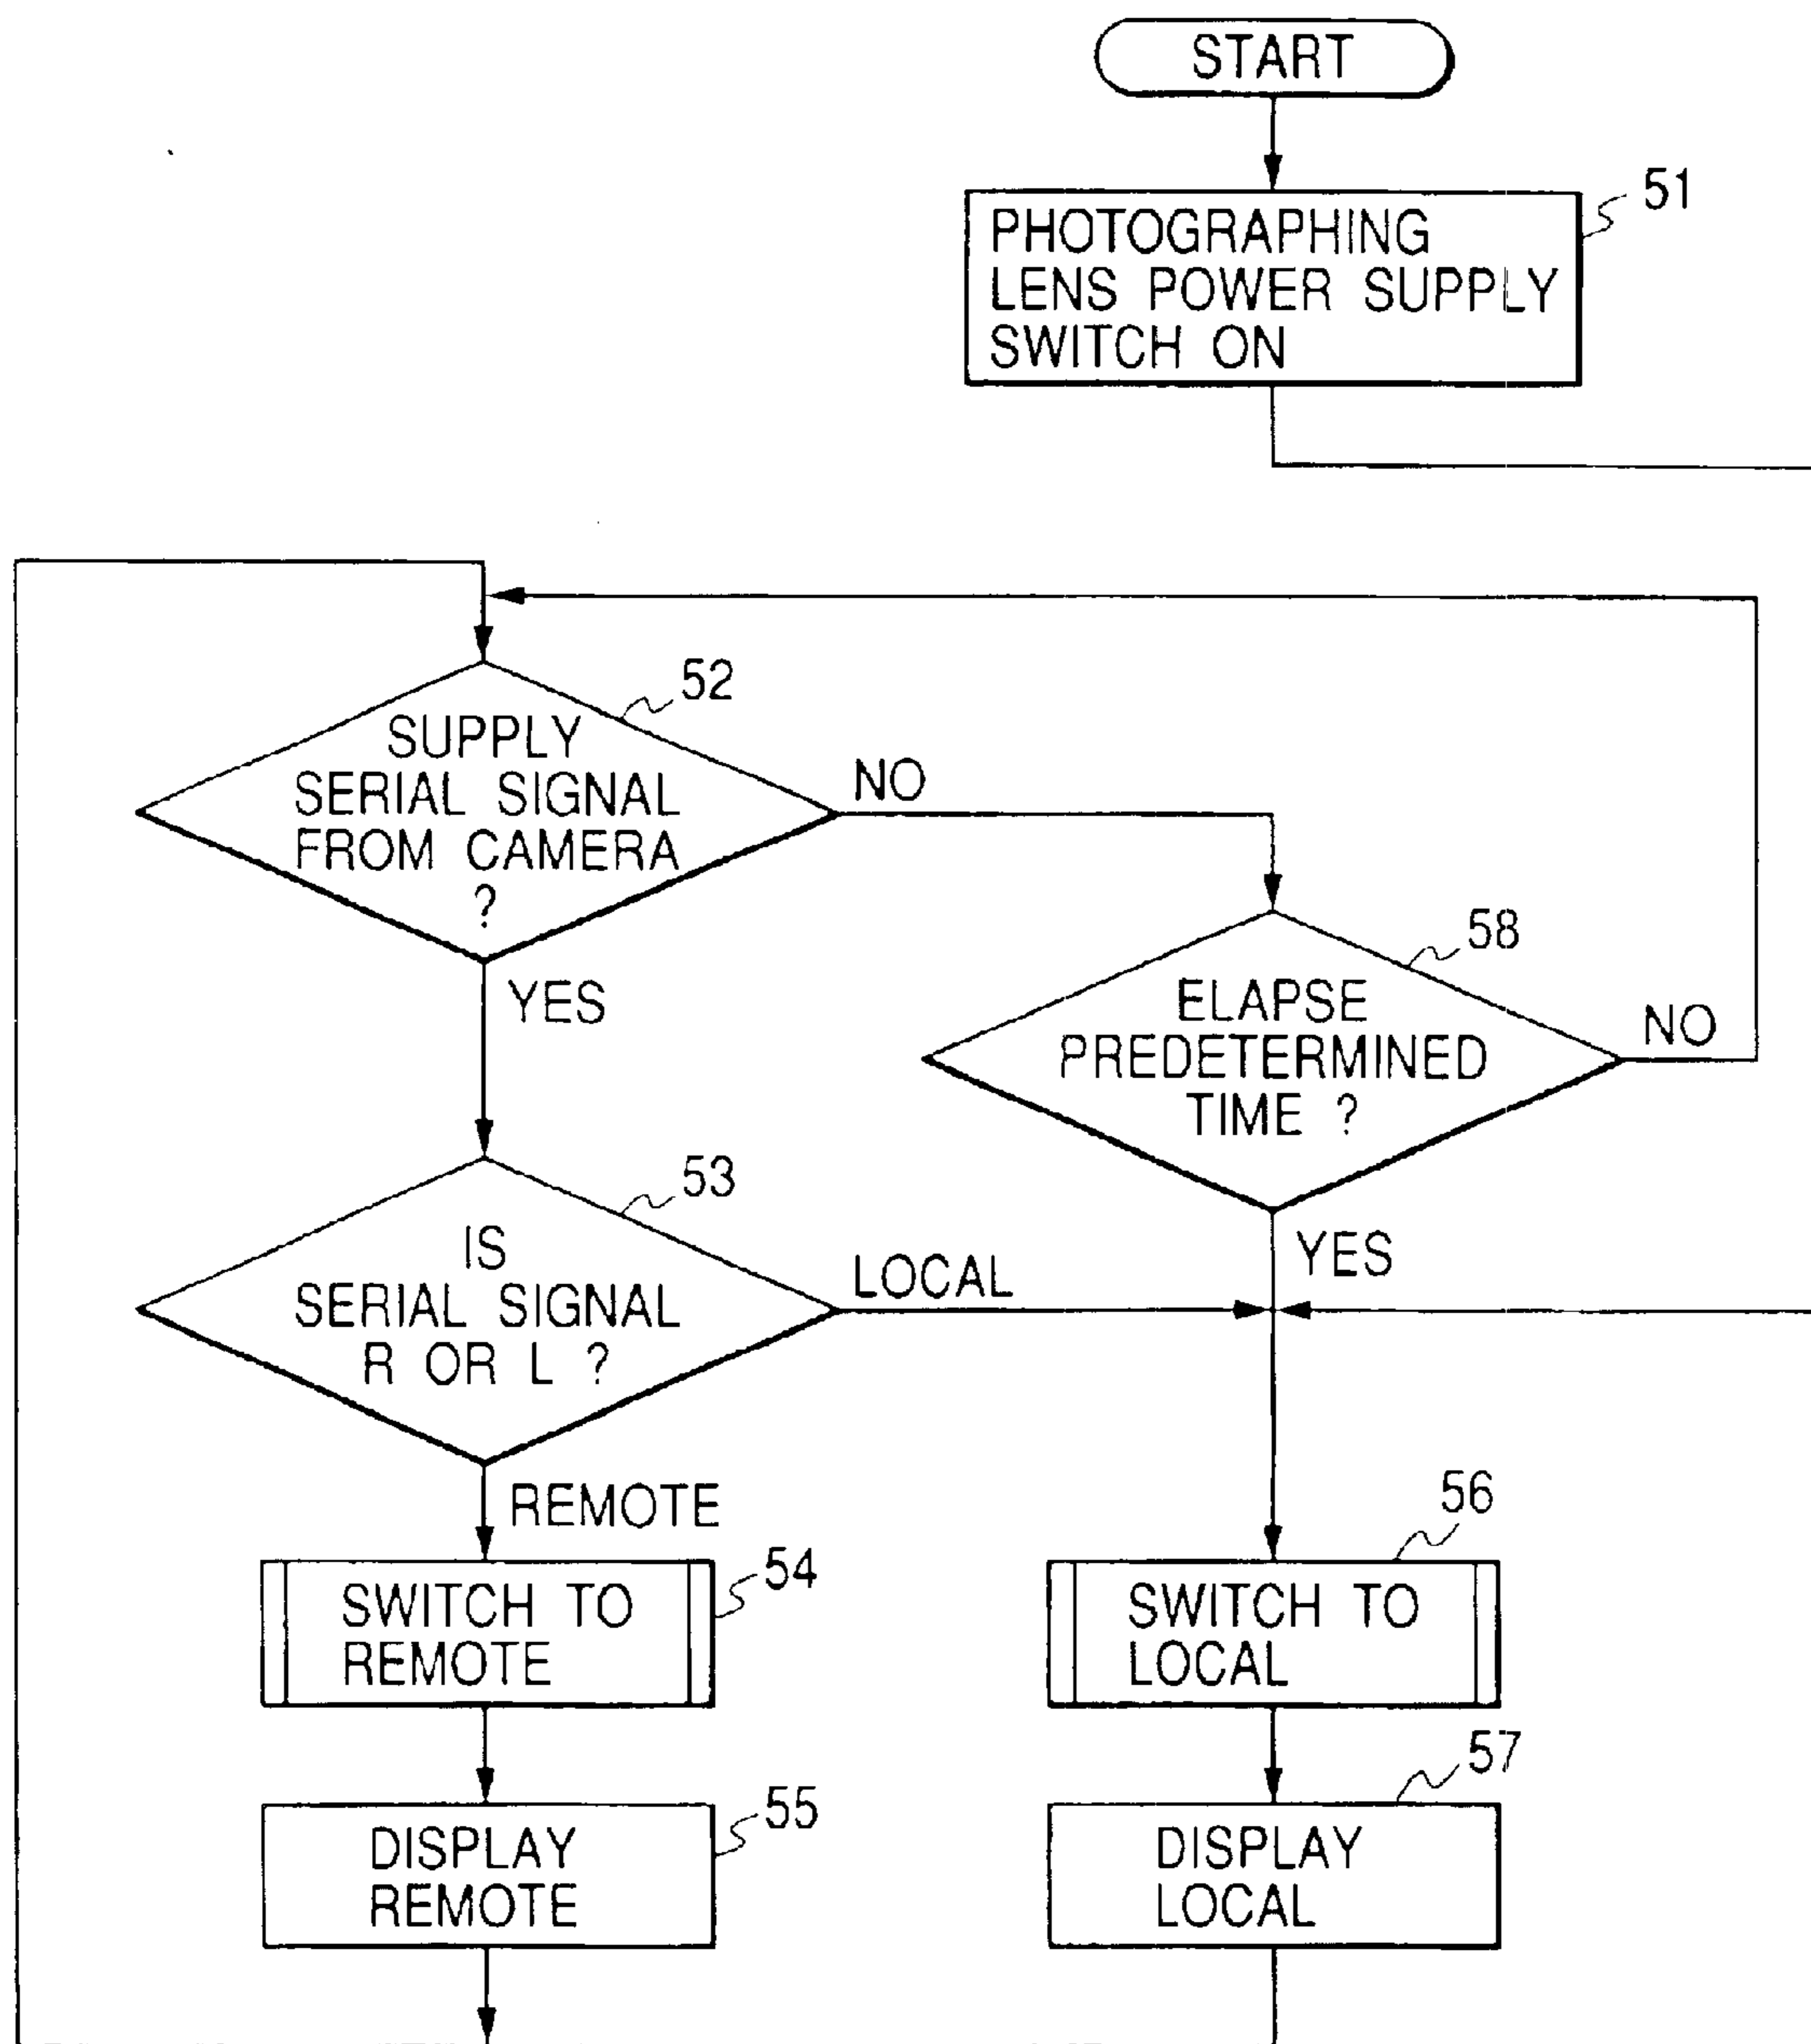 START
51
PHOTOGRAPHING
LENS POWER SUPPLY
SWITCH ON
52
SUPPLY
SERIAL SIGNAL
FROM CAMERA
?
NO
YES
58
ELAPSE
PREDETERMINED
TIME ?
NO
YES
53
IS
SERIAL SIGNAL
R OR L ?
LOCAL
REMOTE
54
SWITCH TO
REMOTE
56
SWITCH TO
LOCAL
55
DISPLAY
REMOTE
57
DISPLAY
LOCAL